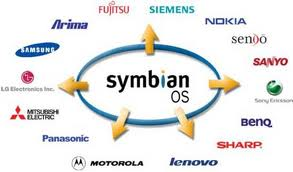 FUJITSU
SIEMENS
Arima
NOKIA
sendo
SAMSUNG
SANYO
symbian
OS
LG Electronics Inc.
Sony Ericsson
MITSUBISHI
ELECTRIC
BenQ
Panasonic
SHARP
MOTOROLA
lenovo